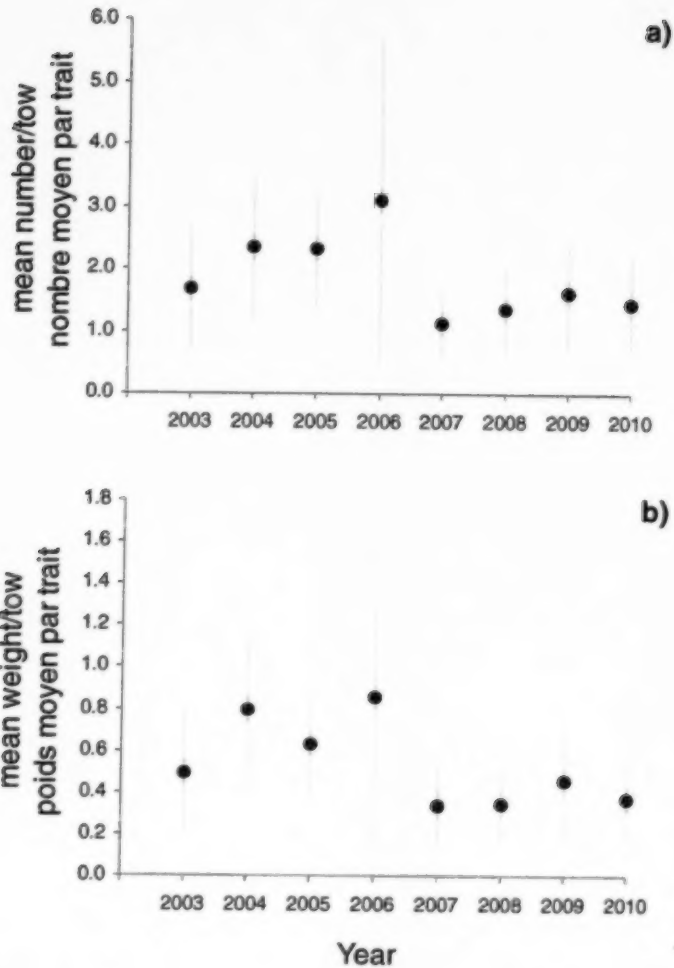 a)
mean number/tow
nombre moyen par trait
6.0
5.0
4.0
3.0
2.0
1.0
0.0
2003 2004 2005 2006 2007 2008 2009 2010
b)
mean weight/tow
poids moyen par trait
1.8
1.6
1.4
1.2
1.0
0.8
0.6
0.4
0.2
0.0
2003 2004 2005 2006 2007 2008 2009 2010
Year